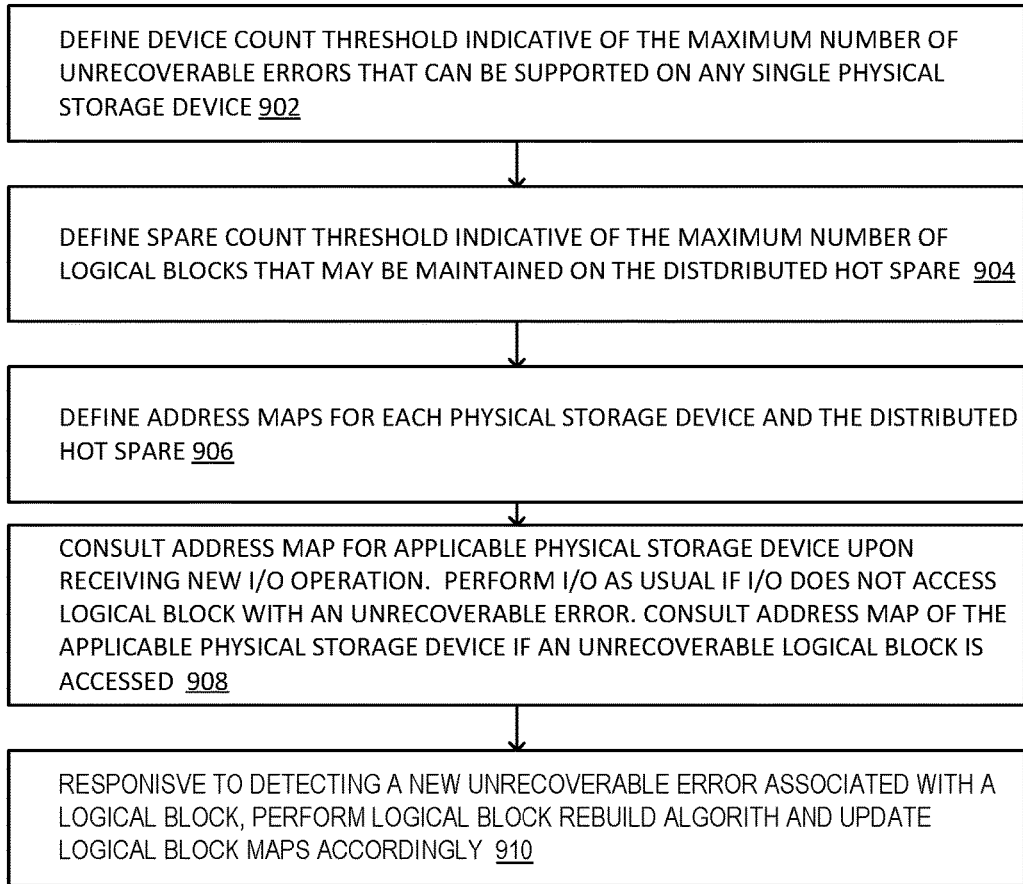 DEFINE DEVICE COUNT THRESHOLD INDICATIVE OF THE MAXIMUM NUMBER OF
UNRECOVERABLE ERRORS THAT CAN BE SUPPORTED ON ANY SINGLE PHYSICAL
STORAGE DEVICE 902
DEFINE SPARE COUNT THRESHOLD INDICATIVE OF THE MAXIMUM NUMBER OF
LOGICAL BLOCKS THAT MAY BE MAINTAINED ON THE DISTDRIBUTED HOT SPARE 904
DEFINE ADDRESS MAPS FOR EACH PHYSICAL STORAGE DEVICE AND THE DISTRIBUTED
HOT SPARE 906
CONSULT ADDRESS MAP FOR APPLICABLE PHYSICAL STORAGE DEVICE UPON
RECEIVING NEW I/O OPERATION. PERFORM I/O AS USUAL IF I/O DOES NOT ACCESS
LOGICAL BLOCK WITH AN UNRECOVERABLE ERROR. CONSULT ADDRESS MAP OF THE
APPLICABLE PHYSICAL STORAGE DEVICE IF AN UNRECOVERABLE LOGICAL BLOCK IS
ACCESSED 908
RESPONISVE TO DETECTING A NEW UNRECOVERABLE ERROR ASSOCIATED WITH A
LOGICAL BLOCK, PERFORM LOGICAL BLOCK REBUILD ALGORITH AND UPDATE
LOGICAL BLOCK MAPS ACCORDINGLY 910